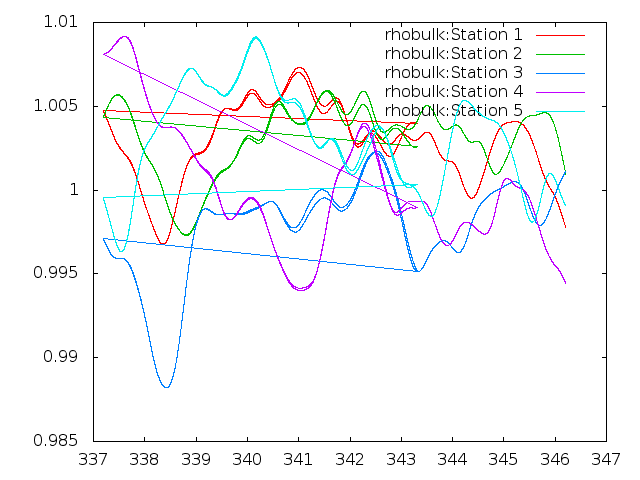 1.01
1.005
1
0.995
0.99
0.985
337 338 339 340 341 342 343 344 345 346 347
rhobulk:Station 1
rhobulk:Station 2
rhobulk:Station 3
rhobulk:Station 4
rhobulk:Station 5